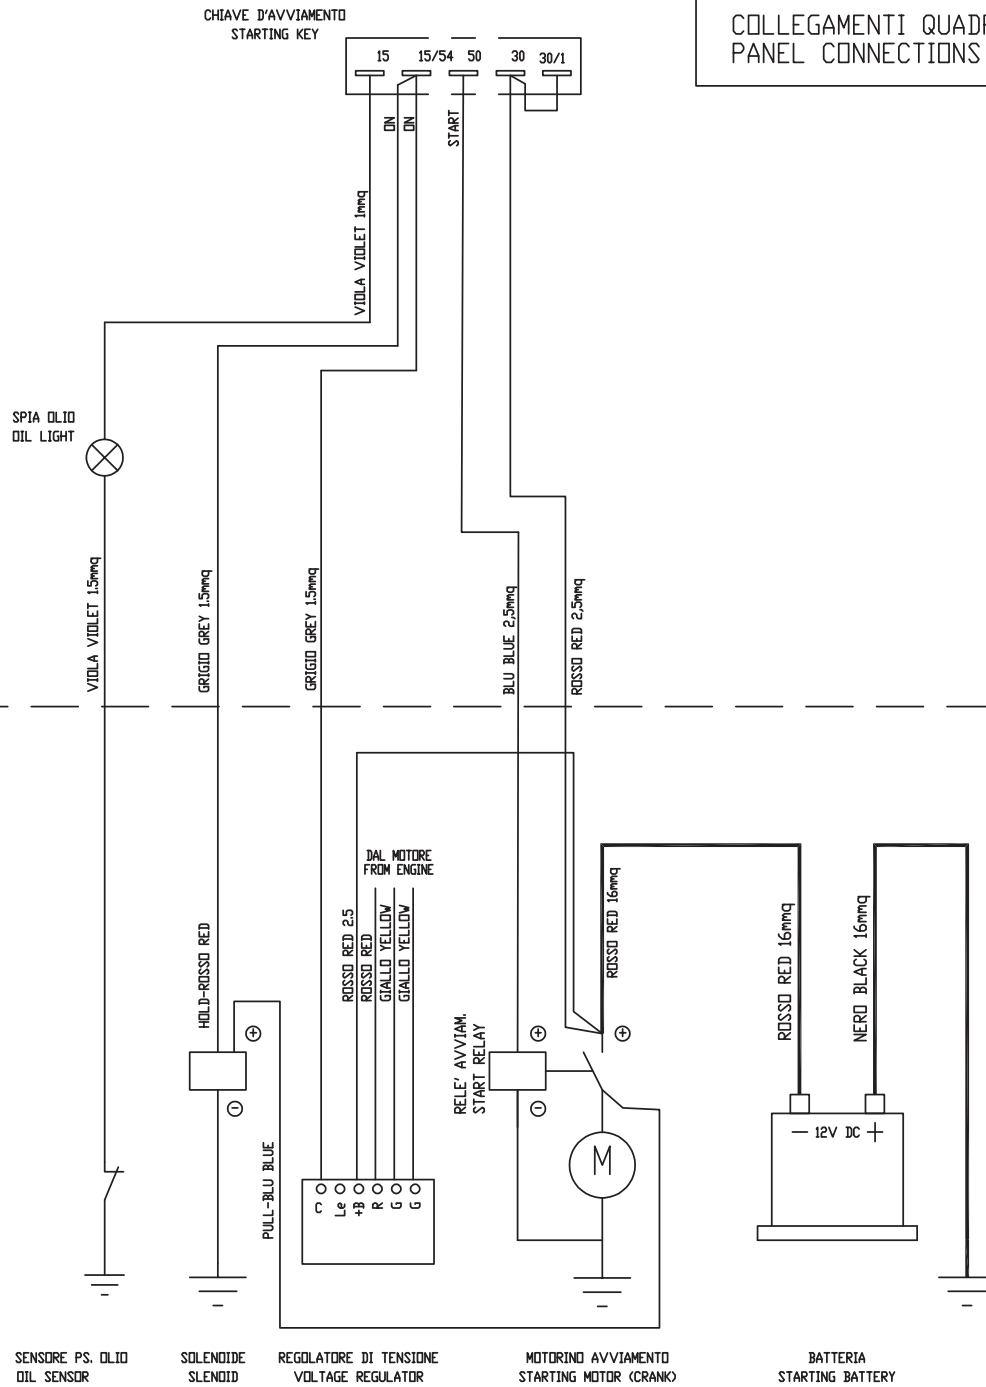 CHIAVE D'AVVIAMENTO
STARTING KEY
COLLEGAMENTI QUAD
PANEL CONNECTIONS
15
15/54
50
30
30/1
ON
ON
START
VIOLA VIOLET 1mmq
SPIA OLIO
OIL LIGHT
VIOLA VIOLET 1.5mmq
GRIGIO GREY 1.5mmq
GRIGIO GREY 1.5mmq
BLU BLUE 2,5mmq
ROSSO RED 2,5mmq
DAL MOTORE
FROM ENGINE
HOLD-ROSSO RED
ROSSO RED 2.5
ROSSO RED
GIALLO YELLOW
GIALLO YELLOW
ROSSO RED 16mmq
ROSSO RED 16mmq
NERO BLACK 16mmq
RELE' AVVIAM.
START RELAY
+
+
+
-
-
PULL-BLU BLUE
- 12V DC +
M
C
Le
+B
R
G
G
SENSORE PS. OLIO
OIL SENSOR
SOLENOIDE
SLENOID
REGOLATORE DI TENSIONE
VOLTAGE REGULATOR
MOTORINO AVVIAMENTO
STARTING MOTOR (CRANK)
BATTERIA
STARTING BATTERY